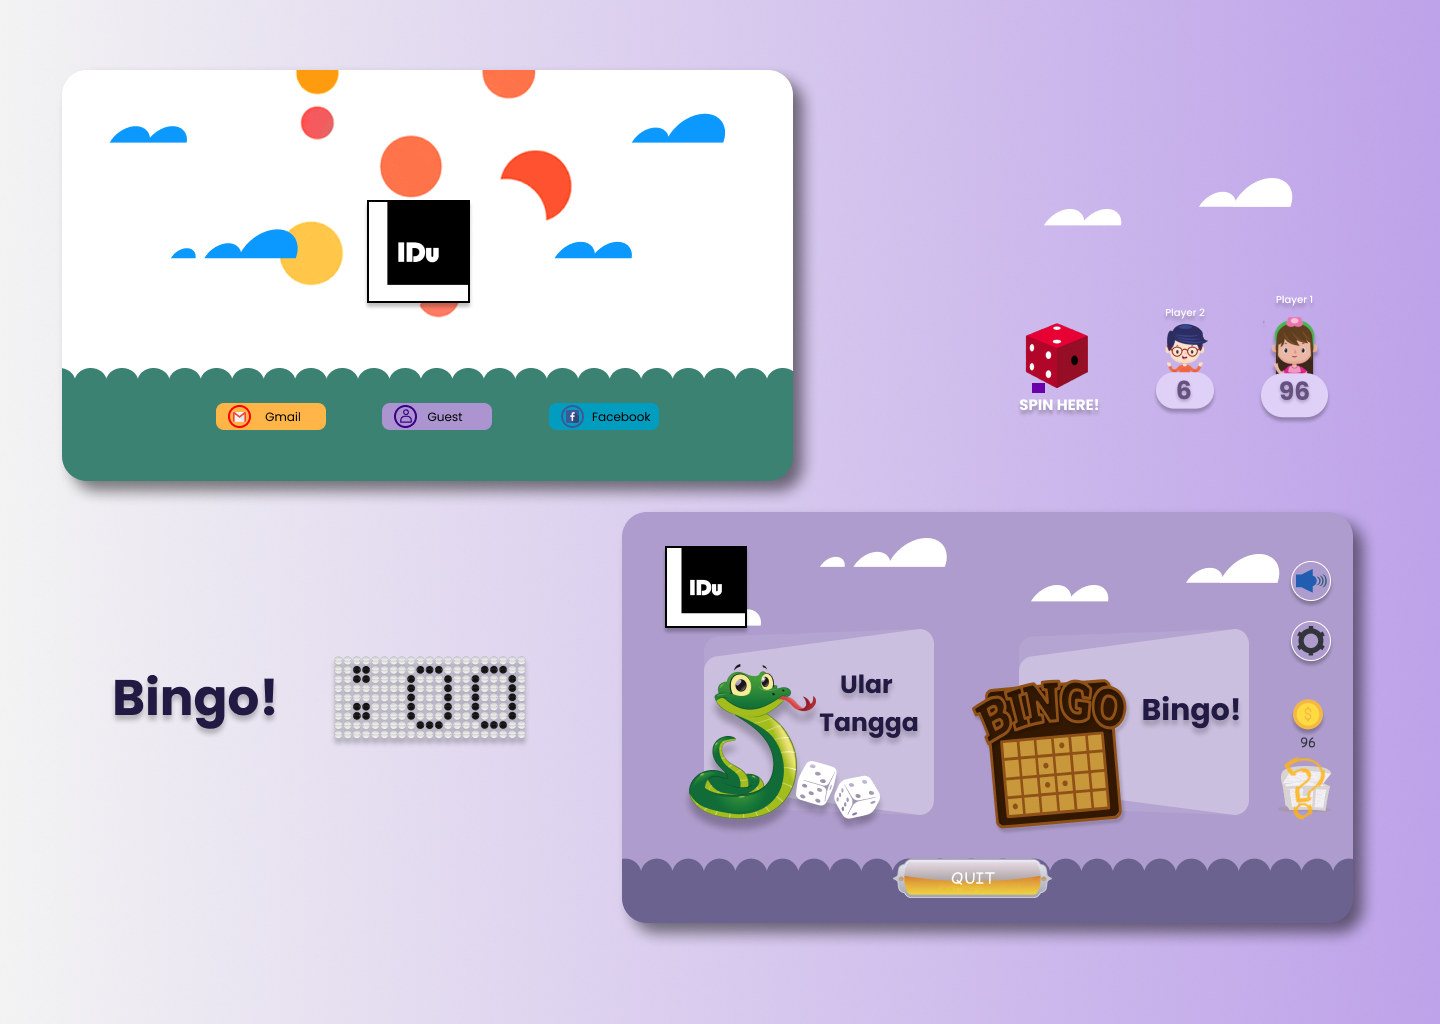 IDu
Gmail
Guest
Facebook
Player 2
Player 1
6
96
SPIN HERE!
Bingo!
:00
IDu
Ular
Tangga
BINGO
Bingo!
$
96
?
QUIT